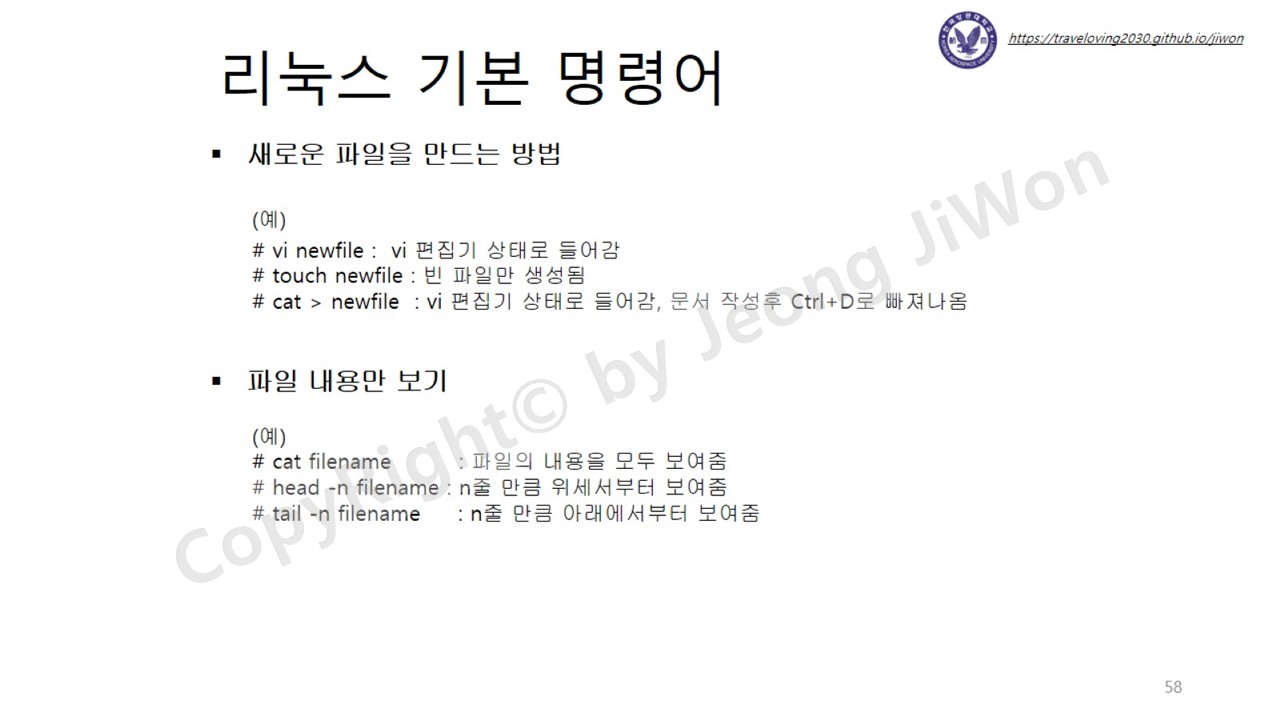 https://traveloving2030.github.io/jiwon
리눅스 기본 명령어
▪ 새로운 파일을 만드는 방법
(예)
# vi newfile : vi 편집기 상태로 들어감
# touch newfile : 빈 파일만 생성됨
# cat > newfile : vi 편집기 상태로 들어감, 문서 작성후 Ctrl+D로 빠져나옴
▪ 파일 내용만 보기
(예)
# cat filename : 파일의 내용을 모두 보여줌
# head -n filename : n줄 만큼 위세서부터 보여줌
# tail -n filename : n줄 만큼 아래에서부터 보여줌
CopyRight© by Jeong JiWon
58